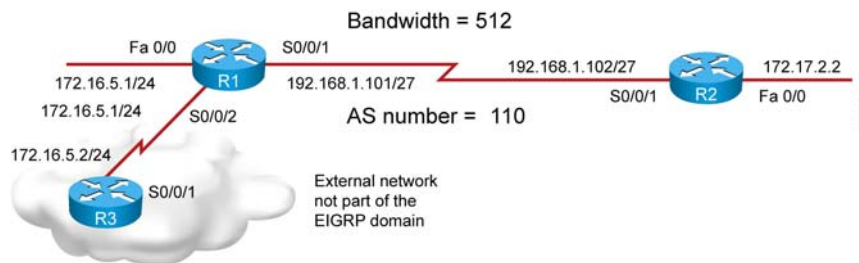 Bandwidth = 512
Fa 0/0
S0/0/1
R1
172.16.5.1/24
192.168.1.101/27
192.168.1.102/27
172.17.2.2
S0/0/1
R2
Fa 0/0
172.16.5.1/24
S0/0/2
AS number = 110
172.16.5.2/24
S0/0/1
R3
External network
not part of the
EIGRP domain